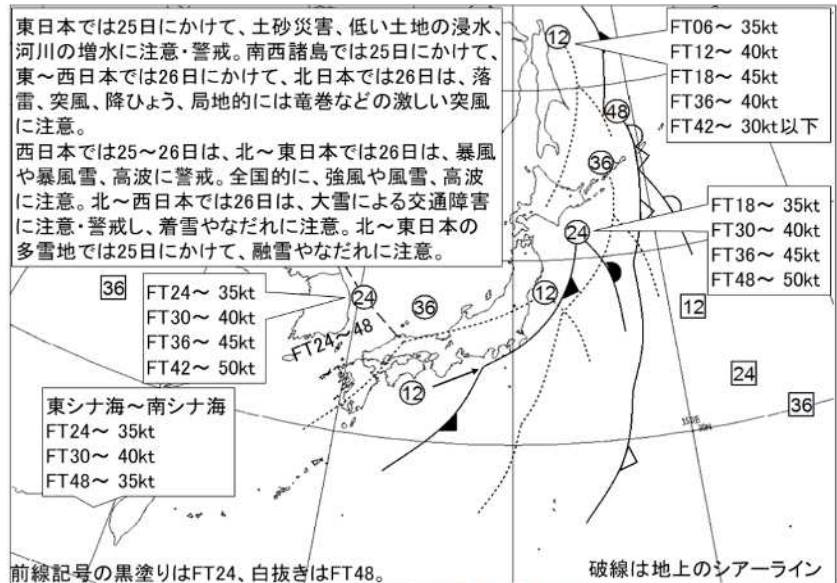 東日本では25日にかけて、土砂災害、低い土地の浸水、
河川の増水に注意・警戒。南西諸島では25日にかけて、
東～西日本では26日にかけて、北日本では26日は、落
雷、突風、降ひょう、局地的には竜巻などの激しい突風
に注意。
西日本では25～26日は、北～東日本では26日は、暴風
や暴風雪、高波に警戒。全国的に、強風や風雪、高波
に注意。北～西日本では26日は、大雪による交通障害
に注意・警戒し、着雪やなだれに注意。北～東日本の
多雪地では25日にかけて、融雪やなだれに注意。
12
FT06～ 35kt
FT12～ 40kt
FT18～ 45kt
FT36～ 40kt
FT42～ 30kt以下
48
36
FT18～ 35kt
FT30～ 40kt
FT36～ 45kt
FT48～ 50kt
24
36
FT24～ 35kt
FT30～ 40kt
FT36～ 45kt
FT42～ 50kt
24
36
12
12
FT24～48
24
12
36
東シナ海～南シナ海
FT24～ 35kt
FT30～ 40kt
FT48～ 35kt
150E
30N
前線記号の黒塗りはFT24、白抜きはFT48。
破線は地上のシアーライン